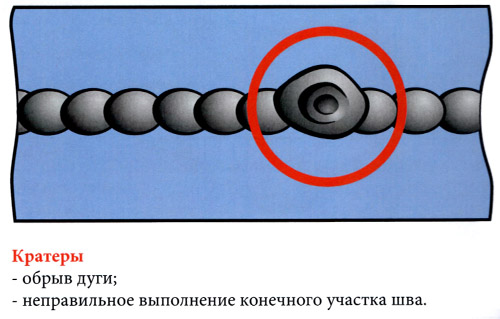 Кратеры
- обрыв дуги;
- неправильное выполнение конечного участка шва.